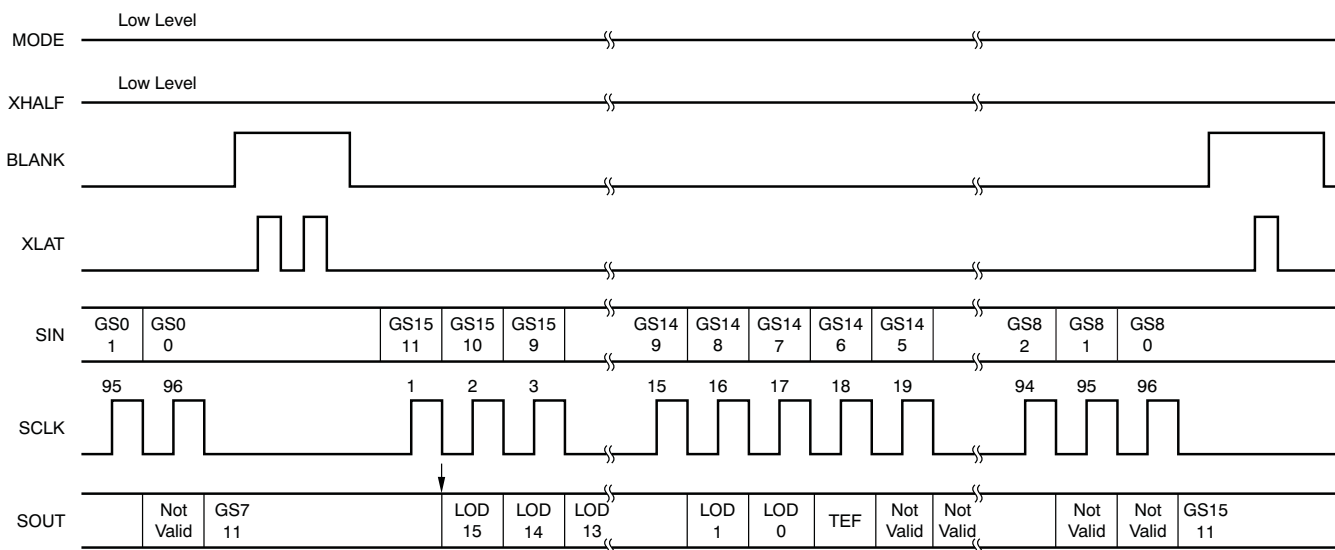 Low Level
MODE
Low Level
XHALF
BLANK
XLAT
SIN
GS0 GS0 GS15 GS15 GS15 GS14 GS14 GS14 GS14 GS14 GS8 GS8 GS8
1 0 11 10 9 9 8 7 6 5 2 1 0
95 96 1 2 3 15 16 17 18 19 94 95 96
SCLK
SOUT
Not GS7 LOD LOD LOD LOD LOD TEF Not Not Not Not GS15
Valid 11 15 14 13 1 0 Valid Valid Valid Valid 11